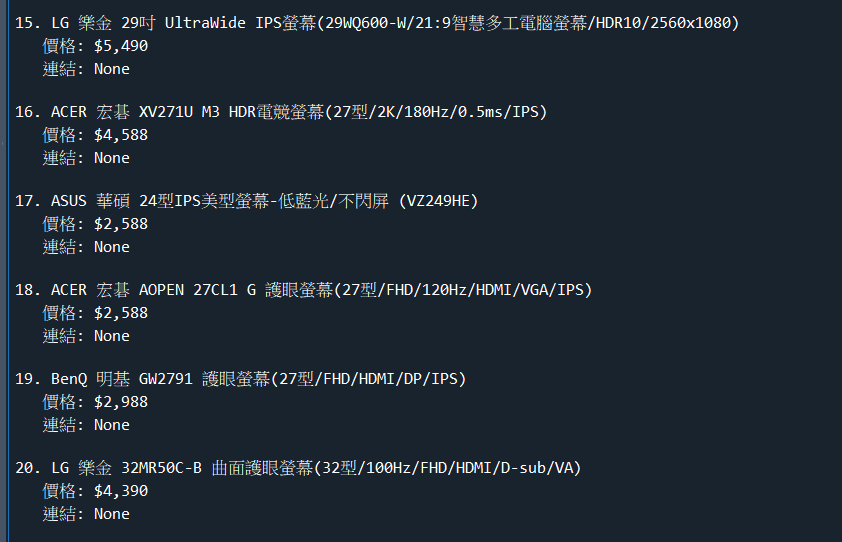 15. LG 樂金 29吋 UltraWide IPS螢幕(29WQ600-W/21:9智慧多工電腦螢幕/HDR10/2560x1080)
價格: $5,490
連結: None
16. ACER 宏碁 XV271U M3 HDR電競螢幕(27型/2K/180Hz/0.5ms/IPS)
價格: $4,588
連結: None
17. ASUS 華碩 24型IPS美型螢幕-低藍光/不閃屏 (VZ249HE)
價格: $2,588
連結: None
18. ACER 宏碁 AOPEN 27CL1 G 護眼螢幕(27型/FHD/120Hz/HDMI/VGA/IPS)
價格: $2,588
連結: None
19. BenQ 明基 GW2791 護眼螢幕(27型/FHD/HDMI/DP/IPS)
價格: $2,988
連結: None
20. LG 樂金 32MR50C-B 曲面護眼螢幕(32型/100Hz/FHD/HDMI/D-sub/VA)
價格: $4,390
連結: None